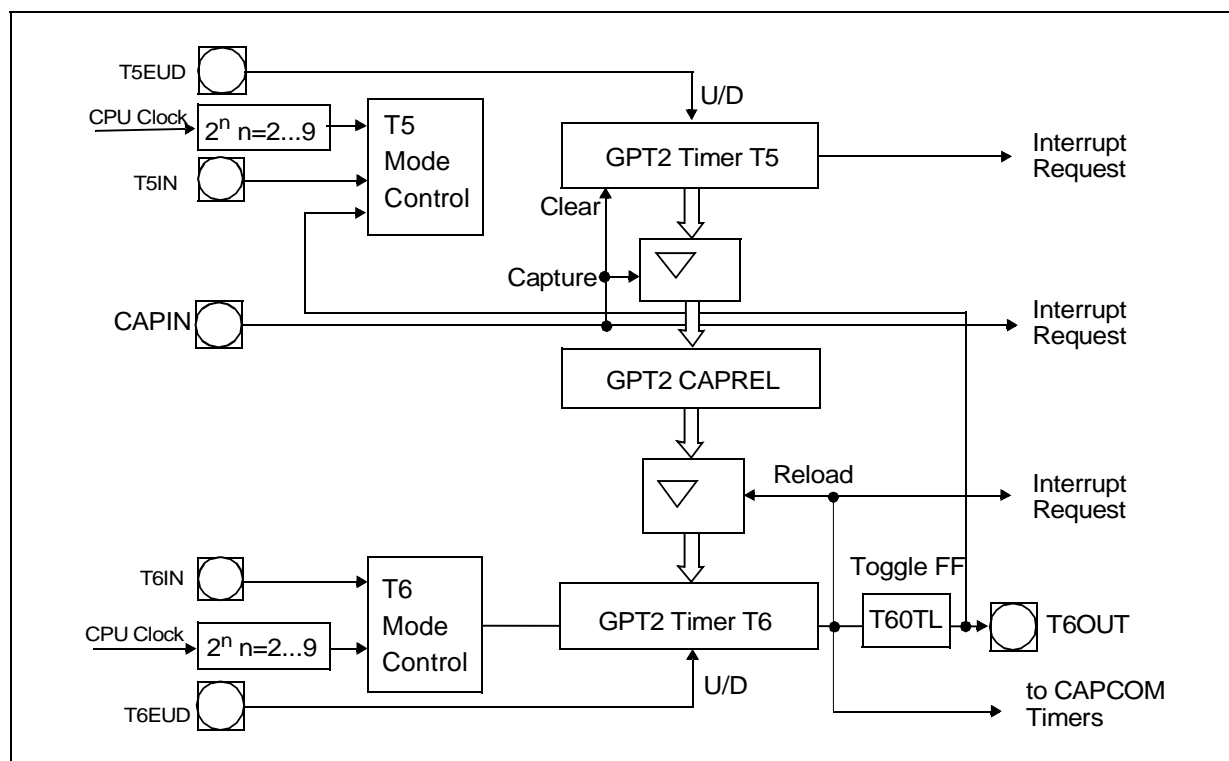 T5EUD
U/D
CPU Clock
2n n=2...9
T5
Mode
Control
GPT2 Timer T5
Interrupt
Request
T5IN
Clear
Capture
CAPIN
Interrupt
Request
GPT2 CAPREL
Reload
Interrupt
Request
T6IN
T6
Mode
Control
Toggle FF
GPT2 Timer T6
T60TL
T6OUT
CPU Clock
2n n=2...9
U/D
T6EUD
to CAPCOM
Timers